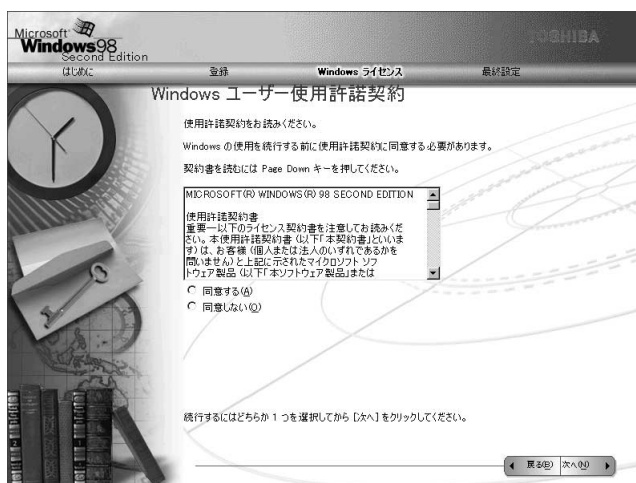 Microsoft
Windows98
Second Edition
TOSHIBA
はじめに
登録
Windows ライセンス
最終設定
Windows ユーザー使用許諾契約
使用許諾契約をお読みください。
Windows の使用を続行する前に使用許諾契約に同意する必要があります。
契約書を読むには Page Down キーを押してください。
MICROSOFT(R) WINDOWS(R) 98 SECOND EDITION
使用許諾契約書
重要－以下のライセンス契約書を注意してお読みくだ
さい。本使用許諾契約書 (以下｢本契約書｣といいま
す) は、お客様 (個人または法人のいずれであるかを
問いません) と上記に示されたマイクロソフト ソフ
トウェア製品 (以下｢本ソフトウェア製品｣または
同意する(A)
同意しない(O)
続行するにはどちらか 1 つを選択してから [次へ] をクリックしてください。
戻る(B)
次へ(N)